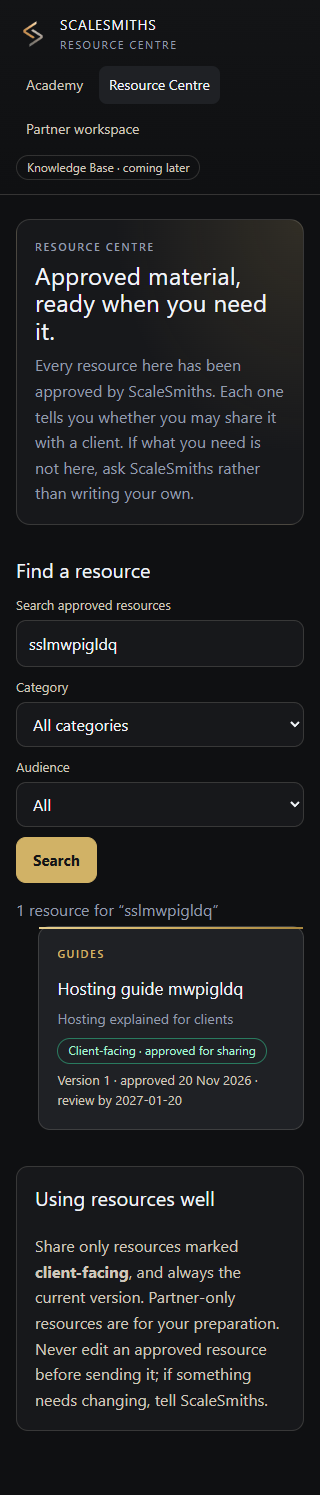 SCALESMITHS
RESOURCE CENTRE
Academy
Resource Centre
Partner workspace
Knowledge Base · coming later
RESOURCE CENTRE
Approved material,
ready when you need
it.
Every resource here has been
approved by ScaleSmiths. Each one
tells you whether you may share it
with a client. If what you need is
not here, ask ScaleSmiths rather
than writing your own.
Find a resource
Search approved resources
sslmwpigldq
Category
All categories
Audience
All
Search
1 resource for “sslmwpigldq”
GUIDES
Hosting guide mwpigldq
Hosting explained for clients
Client-facing · approved for sharing
Version 1 · approved 20 Nov 2026 ·
review by 2027-01-20
Using resources well
Share only resources marked
client-facing, and always the
current version. Partner-only
resources are for your preparation.
Never edit an approved resource
before sending it; if something
needs changing, tell ScaleSmiths.